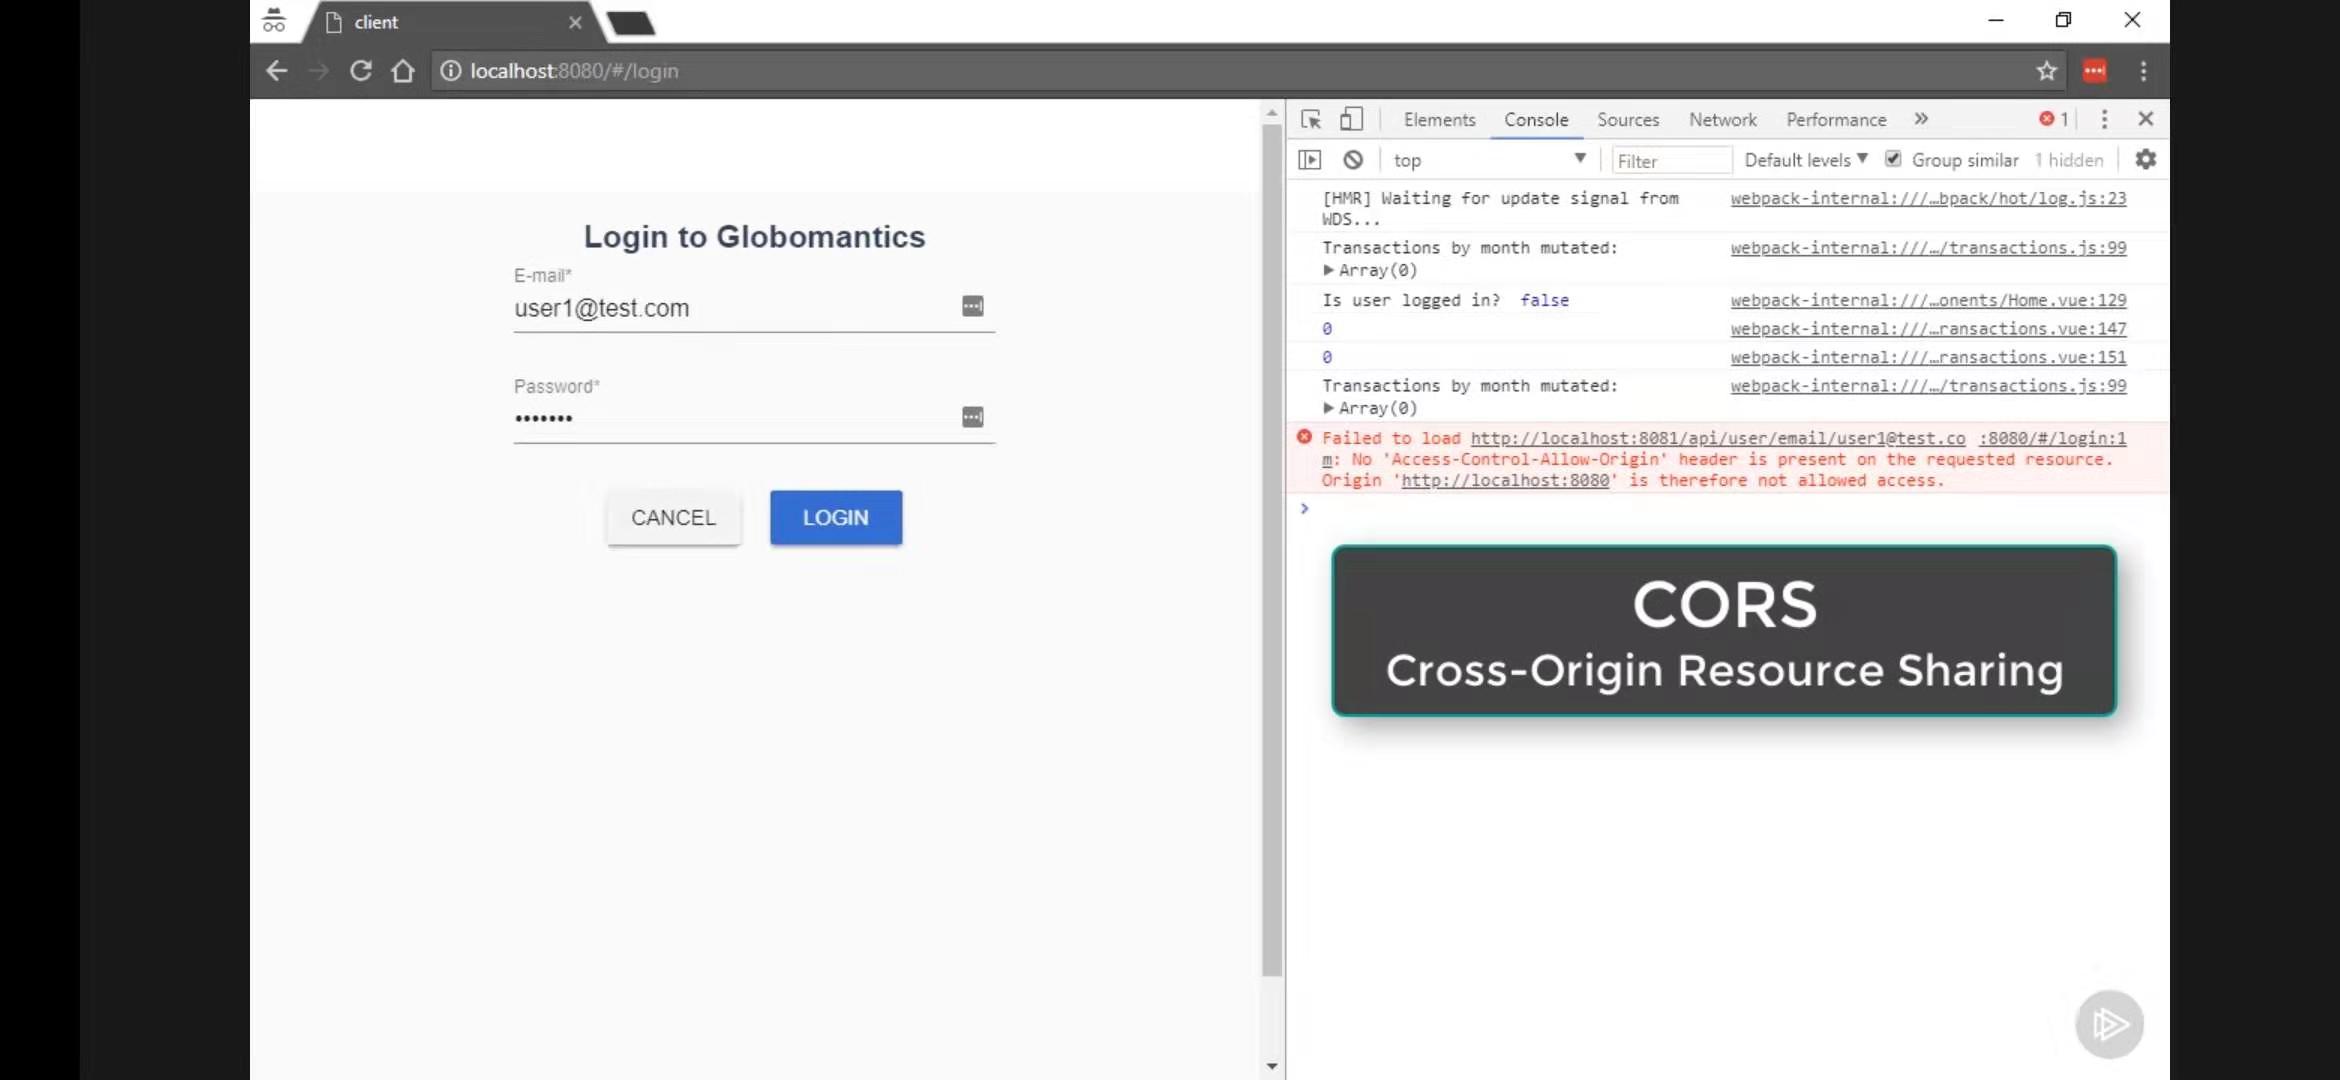 client
localhost:8080/#/login
Elements Console Sources Network Performance » 1
top Filter Default levels Group similar 1 hidden
Login to Globomantics
E-mail*
user1@test.com
Password*
•••••••
CANCEL LOGIN
[HMR] Waiting for update signal from webpack-internal:///…bpack/hot/log.js:23
WDS...
Transactions by month mutated: webpack-internal:///…/transactions.js:99
Array(0)
Is user logged in? false webpack-internal:///…onents/Home.vue:129
0 webpack-internal:///…ransactions.vue:147
0 webpack-internal:///…ransactions.vue:151
Transactions by month mutated: webpack-internal:///…/transactions.js:99
Array(0)
Failed to load http://localhost:8081/api/user/email/user1@test.co :8080/#/login:1
m: No 'Access-Control-Allow-Origin' header is present on the requested resource.
Origin 'http://localhost:8080' is therefore not allowed access.
CORS
Cross-Origin Resource Sharing